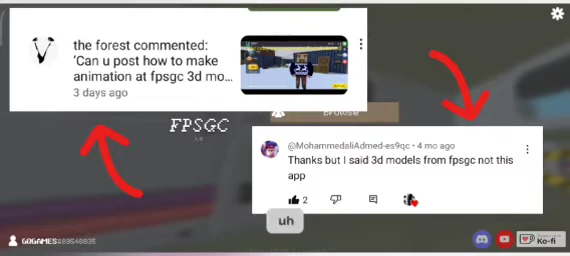 the forest commented:
'Can u post how to make
animation at fpsgc 3d mo...
3 days ago
Browse
FPSGC
@MohammedaliAdmed-es9qc • 4 mo ago
Thanks but I said 3d models from fpsgc not this
app
2
uh
GOGAMES#89548935
Ko-fi